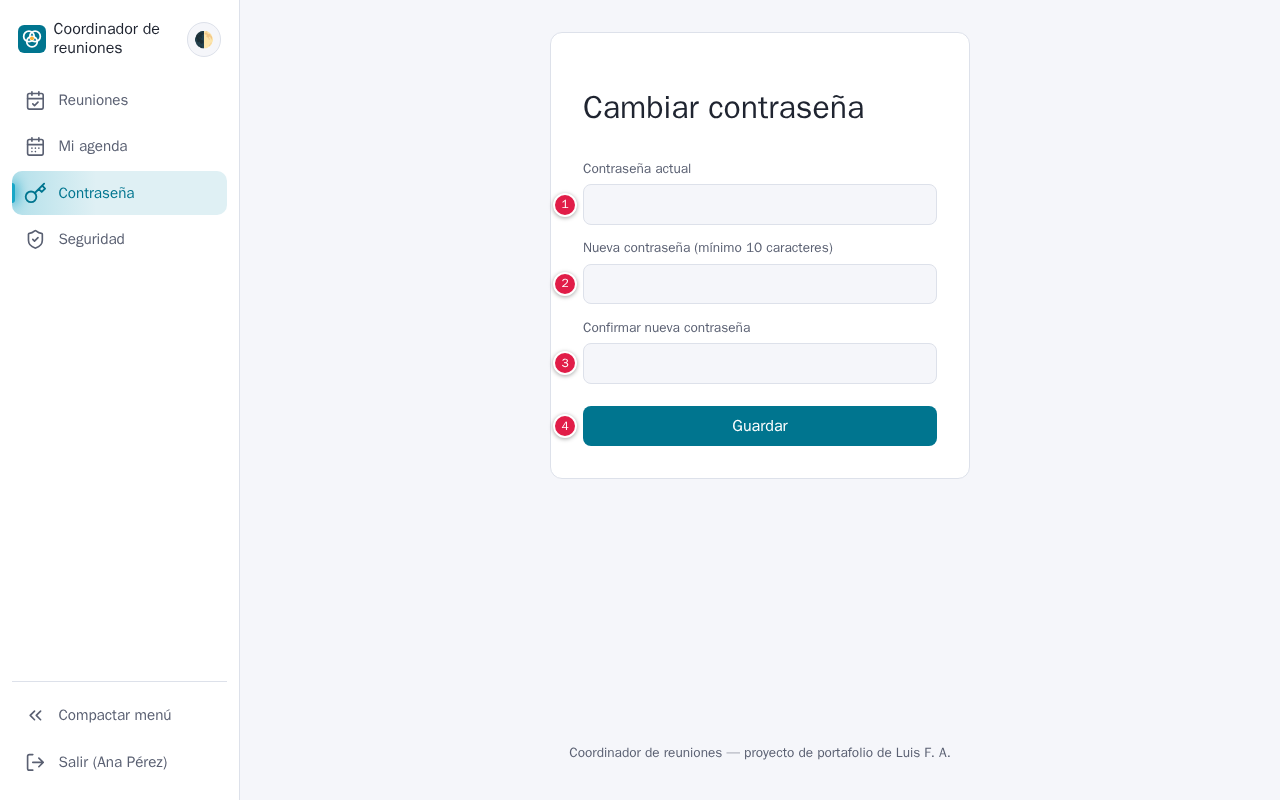 Coordinador de
reuniones
Reuniones
Mi agenda
Contraseña
Seguridad
Compactar menú
Salir (Ana Pérez)
Cambiar contraseña
Contraseña actual
1
Nueva contraseña (mínimo 10 caracteres)
2
Confirmar nueva contraseña
3
4
Guardar
Coordinador de reuniones — proyecto de portafolio de Luis F. A.